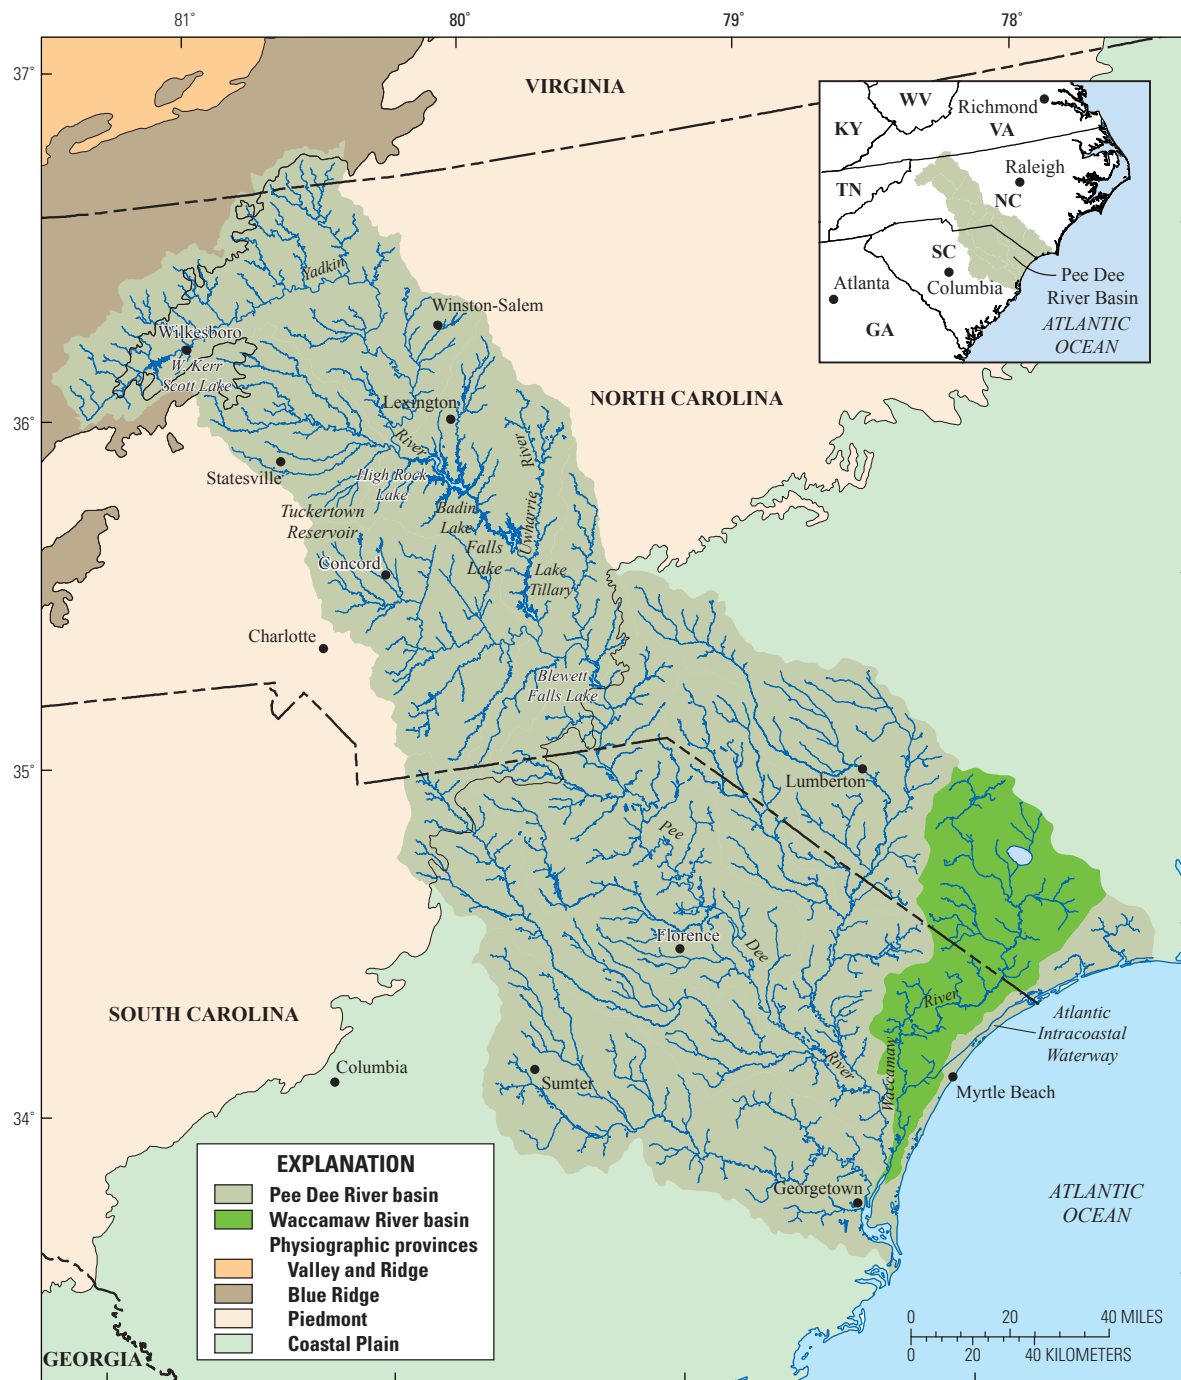 81°
80°
79°
78°
37°
36°
35°
34°
VIRGINIA
NORTH CAROLINA
SOUTH CAROLINA
GEORGIA
WV
Richmond
KY
VA
Raleigh
TN
NC
SC
Atlanta
Columbia
Pee Dee
River Basin
GA
ATLANTIC
OCEAN
Yadkin
Winston-Salem
Wilkesboro
W. Kerr
Scott Lake
Lexington
River
Uwharrie River
Statesville
High Rock
Lake
Tuckertown
Reservoir
Badin
Lake
Falls
Lake
Concord
Lake
Tillary
Charlotte
Blewett
Falls Lake
Lumberton
Pee
Dee
River
Florence
Waccamaw
River
Atlantic
Intracoastal
Waterway
Columbia
Sumter
Myrtle Beach
Georgetown
ATLANTIC
OCEAN
EXPLANATION
Pee Dee River basin
Waccamaw River basin
Physiographic provinces
Valley and Ridge
Blue Ridge
Piedmont
Coastal Plain
0 20 40 MILES
0 20 40 KILOMETERS